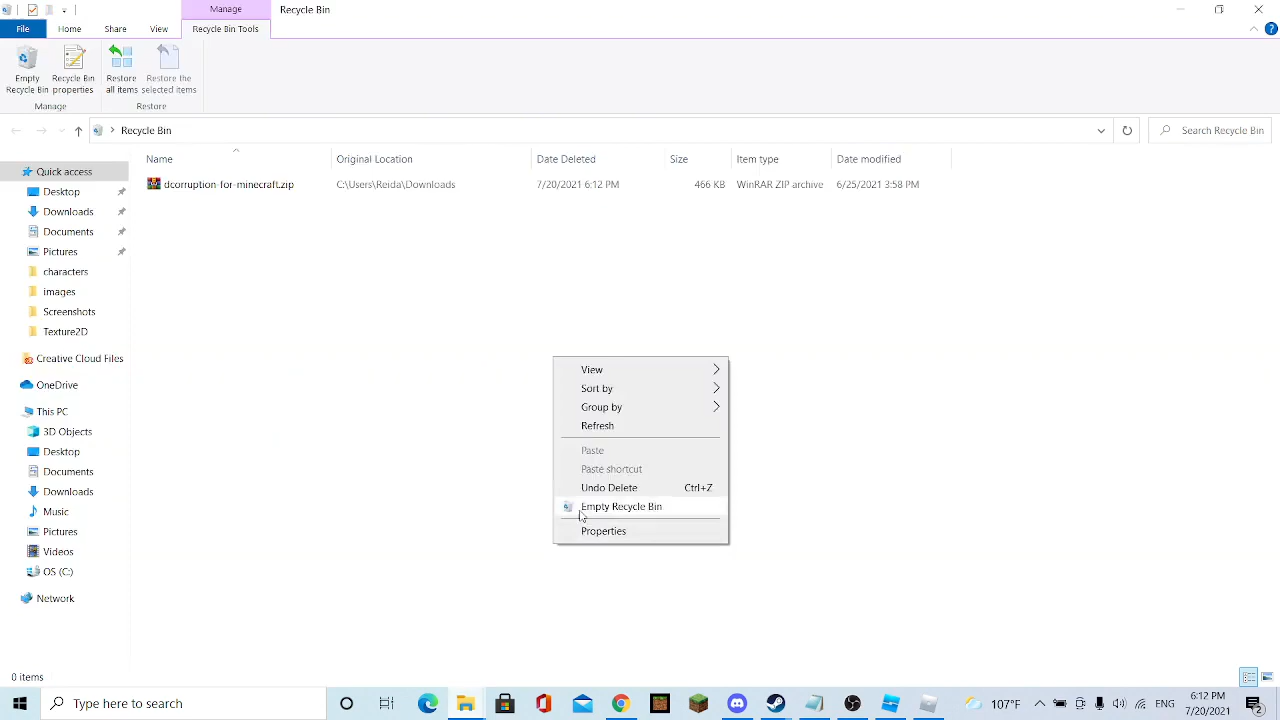 Manage
Recycle Bin
File
Home
Share
View
Recycle Bin Tools
Empty
Recycle Bin
Recycle Bin
properties
Restore
all items
Restore the
selected items
Manage
Restore
Recycle Bin
Search Recycle Bin
Name
Original Location
Date Deleted
Size
Item type
Date modified
dcorruption-for-minecraft.zip
C:\Users\Reida\Downloads
7/20/2021 6:12 PM
466 KB
WinRAR ZIP archive
6/25/2021 3:58 PM
Quick access
Desktop
Downloads
Documents
Pictures
characters
images
Screenshots
Texture2D
Creative Cloud Files
OneDrive
This PC
3D Objects
Desktop
Documents
Downloads
Music
Pictures
Videos
OS (C:)
Network
View
Sort by
Group by
Refresh
Paste
Paste shortcut
Undo Delete Ctrl+Z
Empty Recycle Bin
Properties
0 items
Type here to search
107°F
ENG
6:12 PM
7/20/2021
2